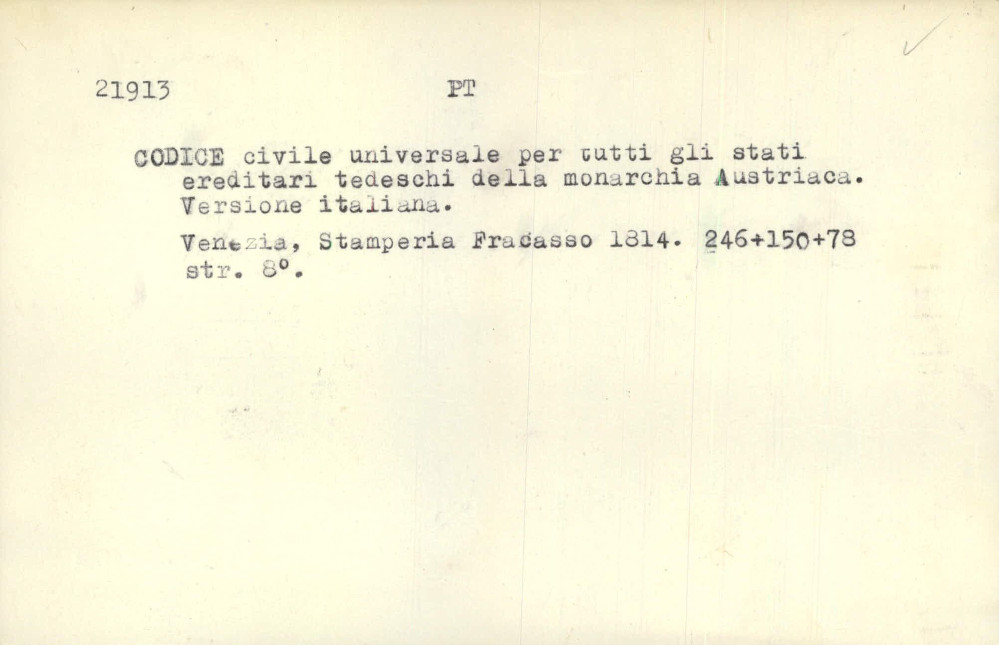 21913 PT
CODICE civile universale per tutti gli stati
ereditari tedeschi della monarchia Austriaca.
Versione italiana.
Venezia, Stamperia Fracasso 1814. 246+150+78
str. 8°.